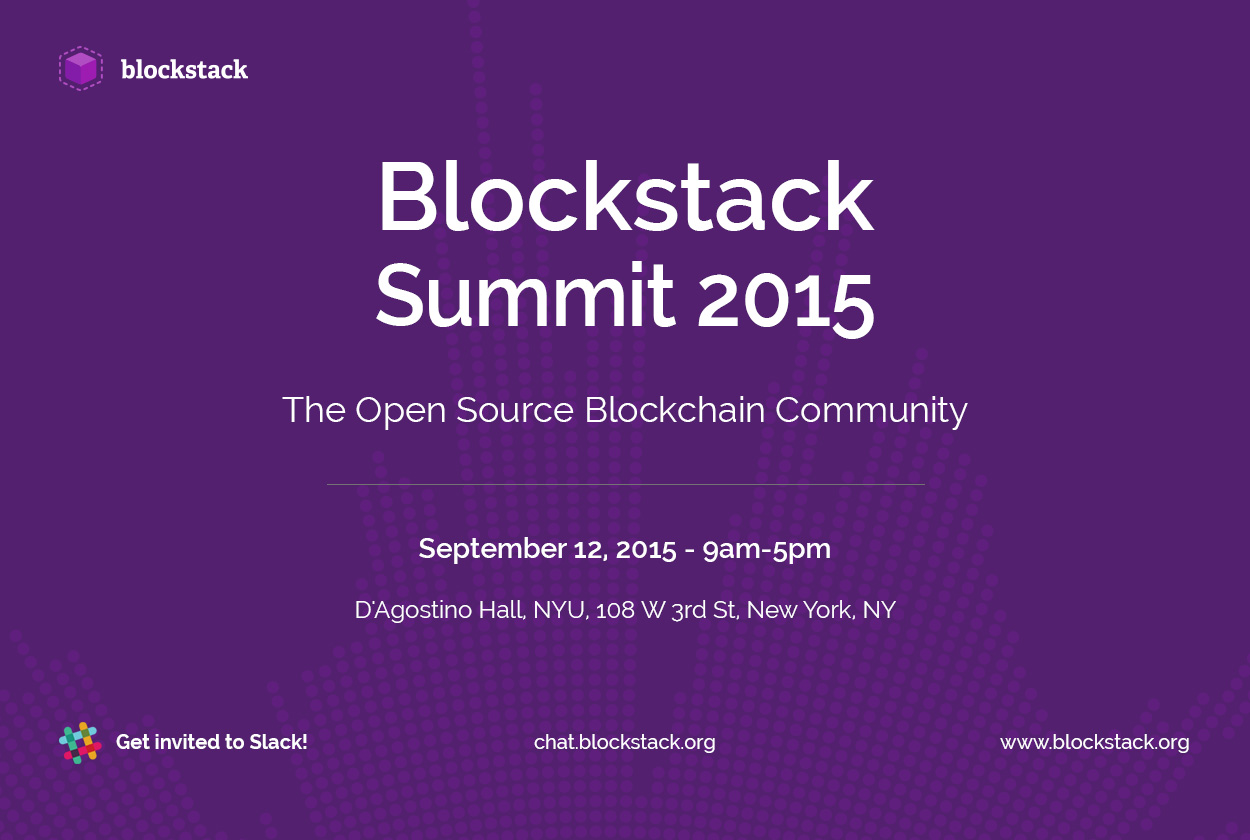 blockstack
Blockstack
Summit 2015
The Open Source Blockchain Community
September 12, 2015 - 9am-5pm
D'Agostino Hall, NYU, 108 W 3rd St, New York, NY
Get invited to Slack!
chat.blockstack.org
www.blockstack.org